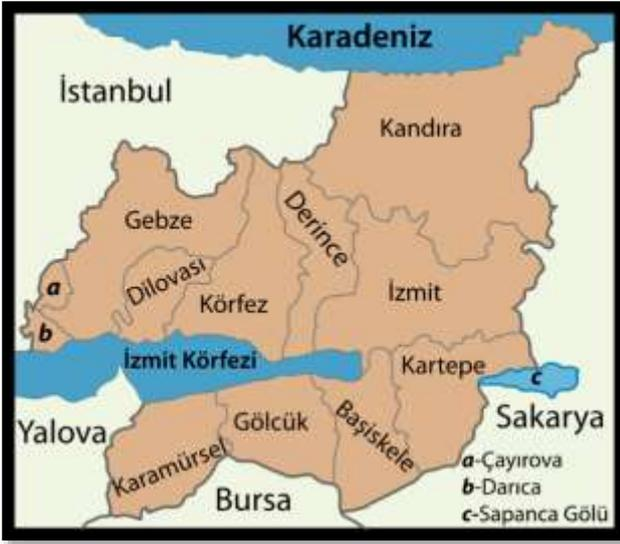 Karadeniz
İstanbul
Kandıra
Gebze
Derince
Dilovası
a
Körfez
İzmit
b
İzmit Körfezi
Kartepe
c
Yalova
Gölcük
Başiskele
Sakarya
Karamürsel
Bursa
a-Çayırova
b-Darıca
c-Sapanca Gölü